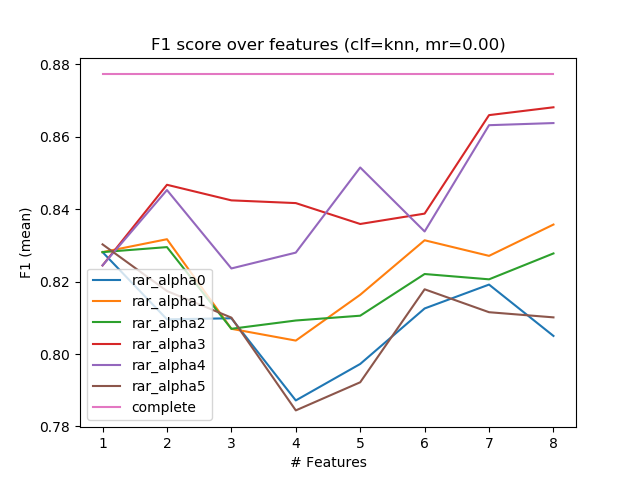 F1 score over features (clf=knn, mr=0.00)
F1 (mean)
0.88
0.86
0.84
0.82
0.80
0.78
rar_alpha0
rar_alpha1
rar_alpha2
rar_alpha3
rar_alpha4
rar_alpha5
complete
1 2 3 4 5 6 7 8
# Features